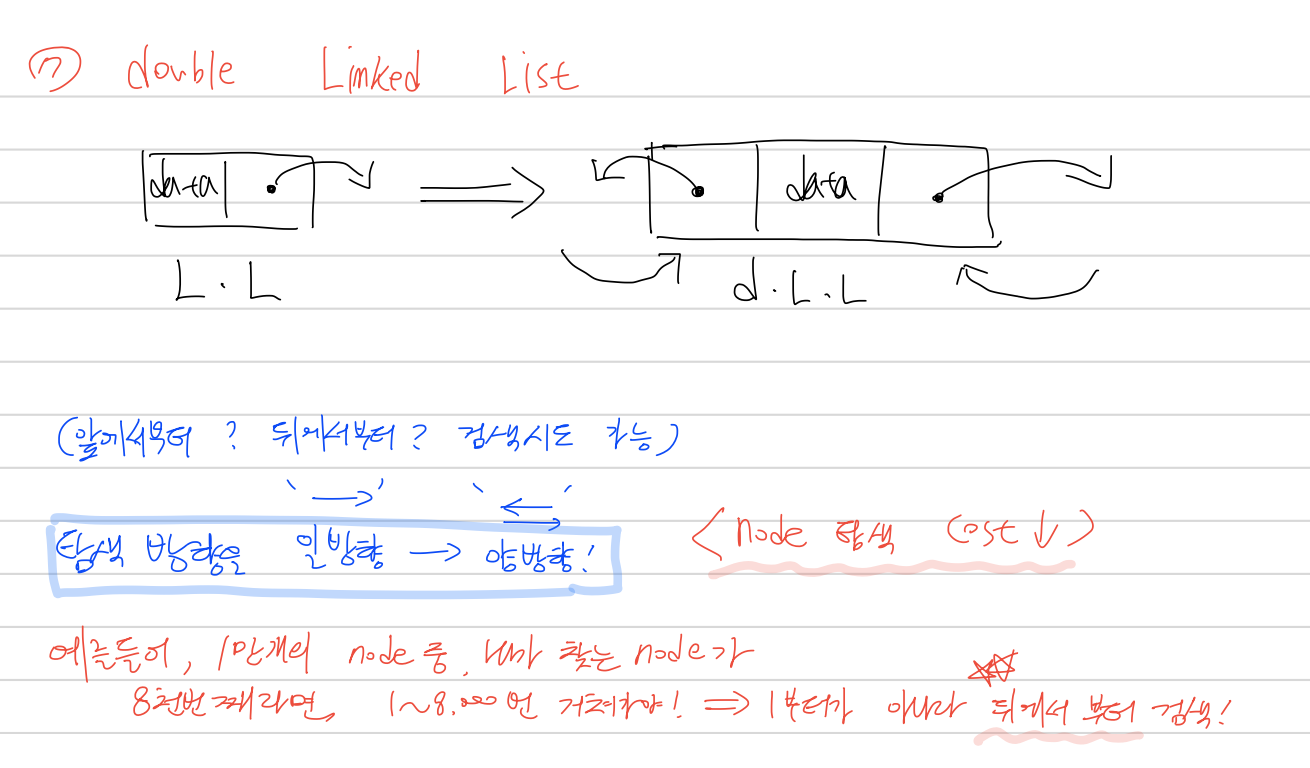 ⑦ double Linked List
data data
L.L d.L.L
(앞에서부터 ? 뒤에서부터? 검색시도 가능)
탐색 방향을 일방향 → 양방향!
<node 탐색 cost↓>
예를들어, 1만개의 node 중, 내가 찾는 node가
8천번째라면, 1~8,000번 거쳐가야! ⇒ 1부터가 아니라 뒤에서 부터 검색!